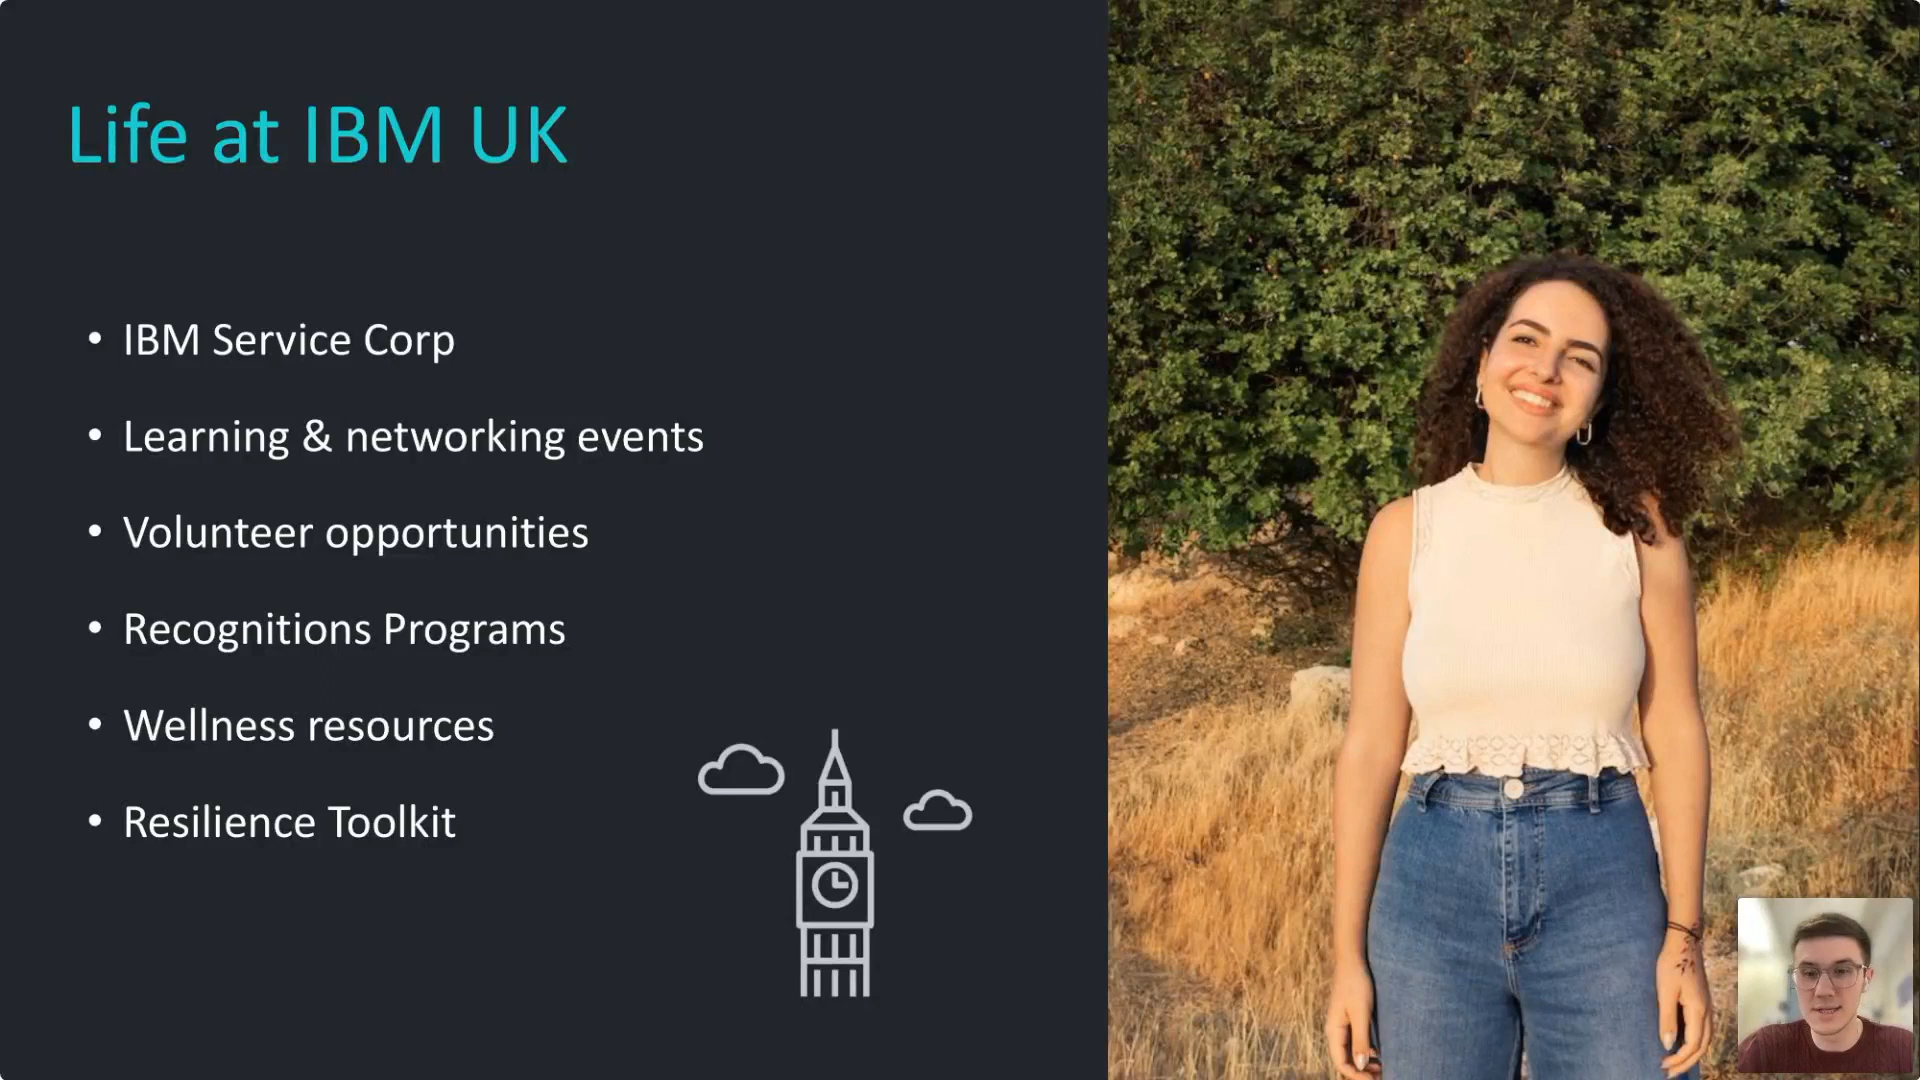 Life at IBM UK
• IBM Service Corp
• Learning & networking events
• Volunteer opportunities
• Recognitions Programs
• Wellness resources
• Resilience Toolkit